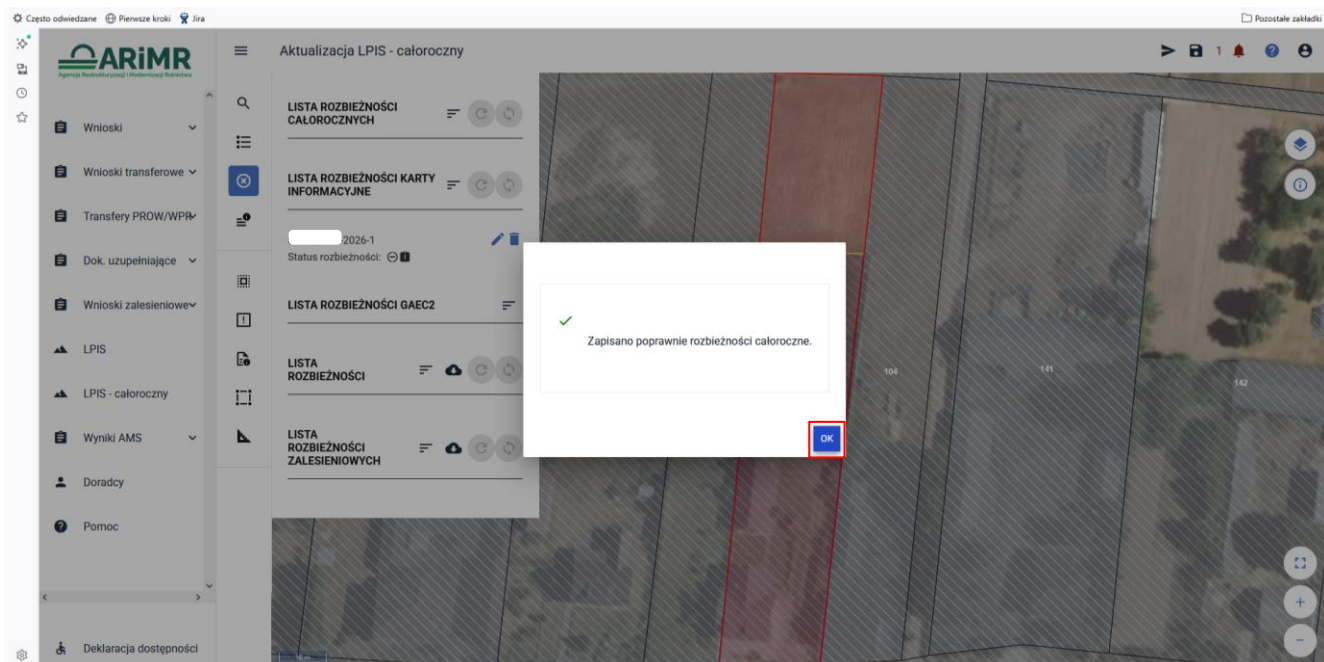 Często odwiedzane Pierwsze kroki Jira Pozostałe zakładki
ARiMR
Agencja Restrukturyzacji i Modernizacji Rolnictwa
Aktualizacja LPIS - całoroczny
1
Wnioski
Wnioski transferowe
Transfery PROW/WPR
Dok. uzupełniające
Wnioski zalesieniowe
LPIS
LPIS - całoroczny
Wyniki AMS
Doradcy
Pomoc
Deklaracja dostępności
LISTA ROZBIEŻNOŚCI
CAŁOROCZNYCH
LISTA ROZBIEŻNOŚCI KARTY
INFORMACYJNE
2026-1
Status rozbieżności:
LISTA ROZBIEŻNOŚCI GAEC2
LISTA
ROZBIEŻNOŚCI
LISTA
ROZBIEŻNOŚCI
ZALESIENIOWYCH
Zapisano poprawnie rozbieżności całoroczne.
OK
104
141
142